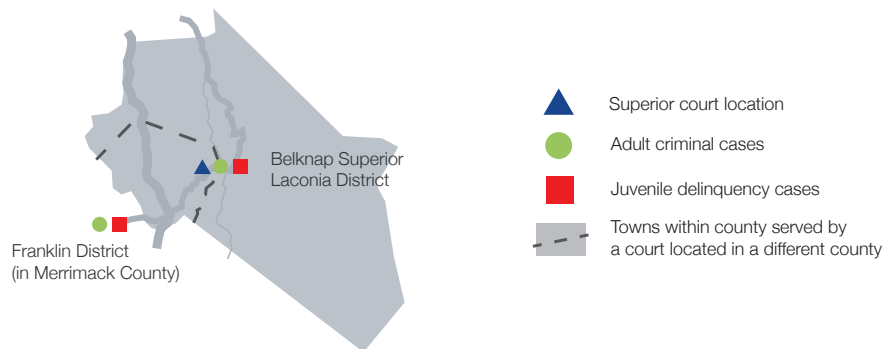 Belknap Superior
Laconia District
Franklin District
(in Merrimack County)
Superior court location
Adult criminal cases
Juvenile delinquency cases
Towns within county served by
a court located in a different county